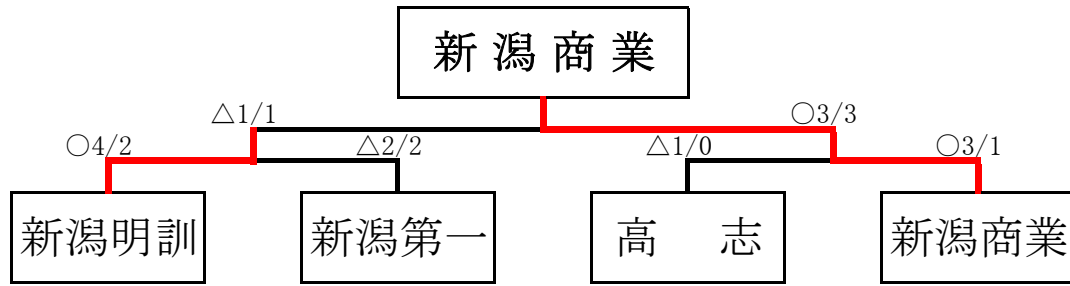 新潟商業
△1/1 ○3/3
○4/2 △2/2 △1/0 ○3/1
新潟明訓 新潟第一 高志 新潟商業